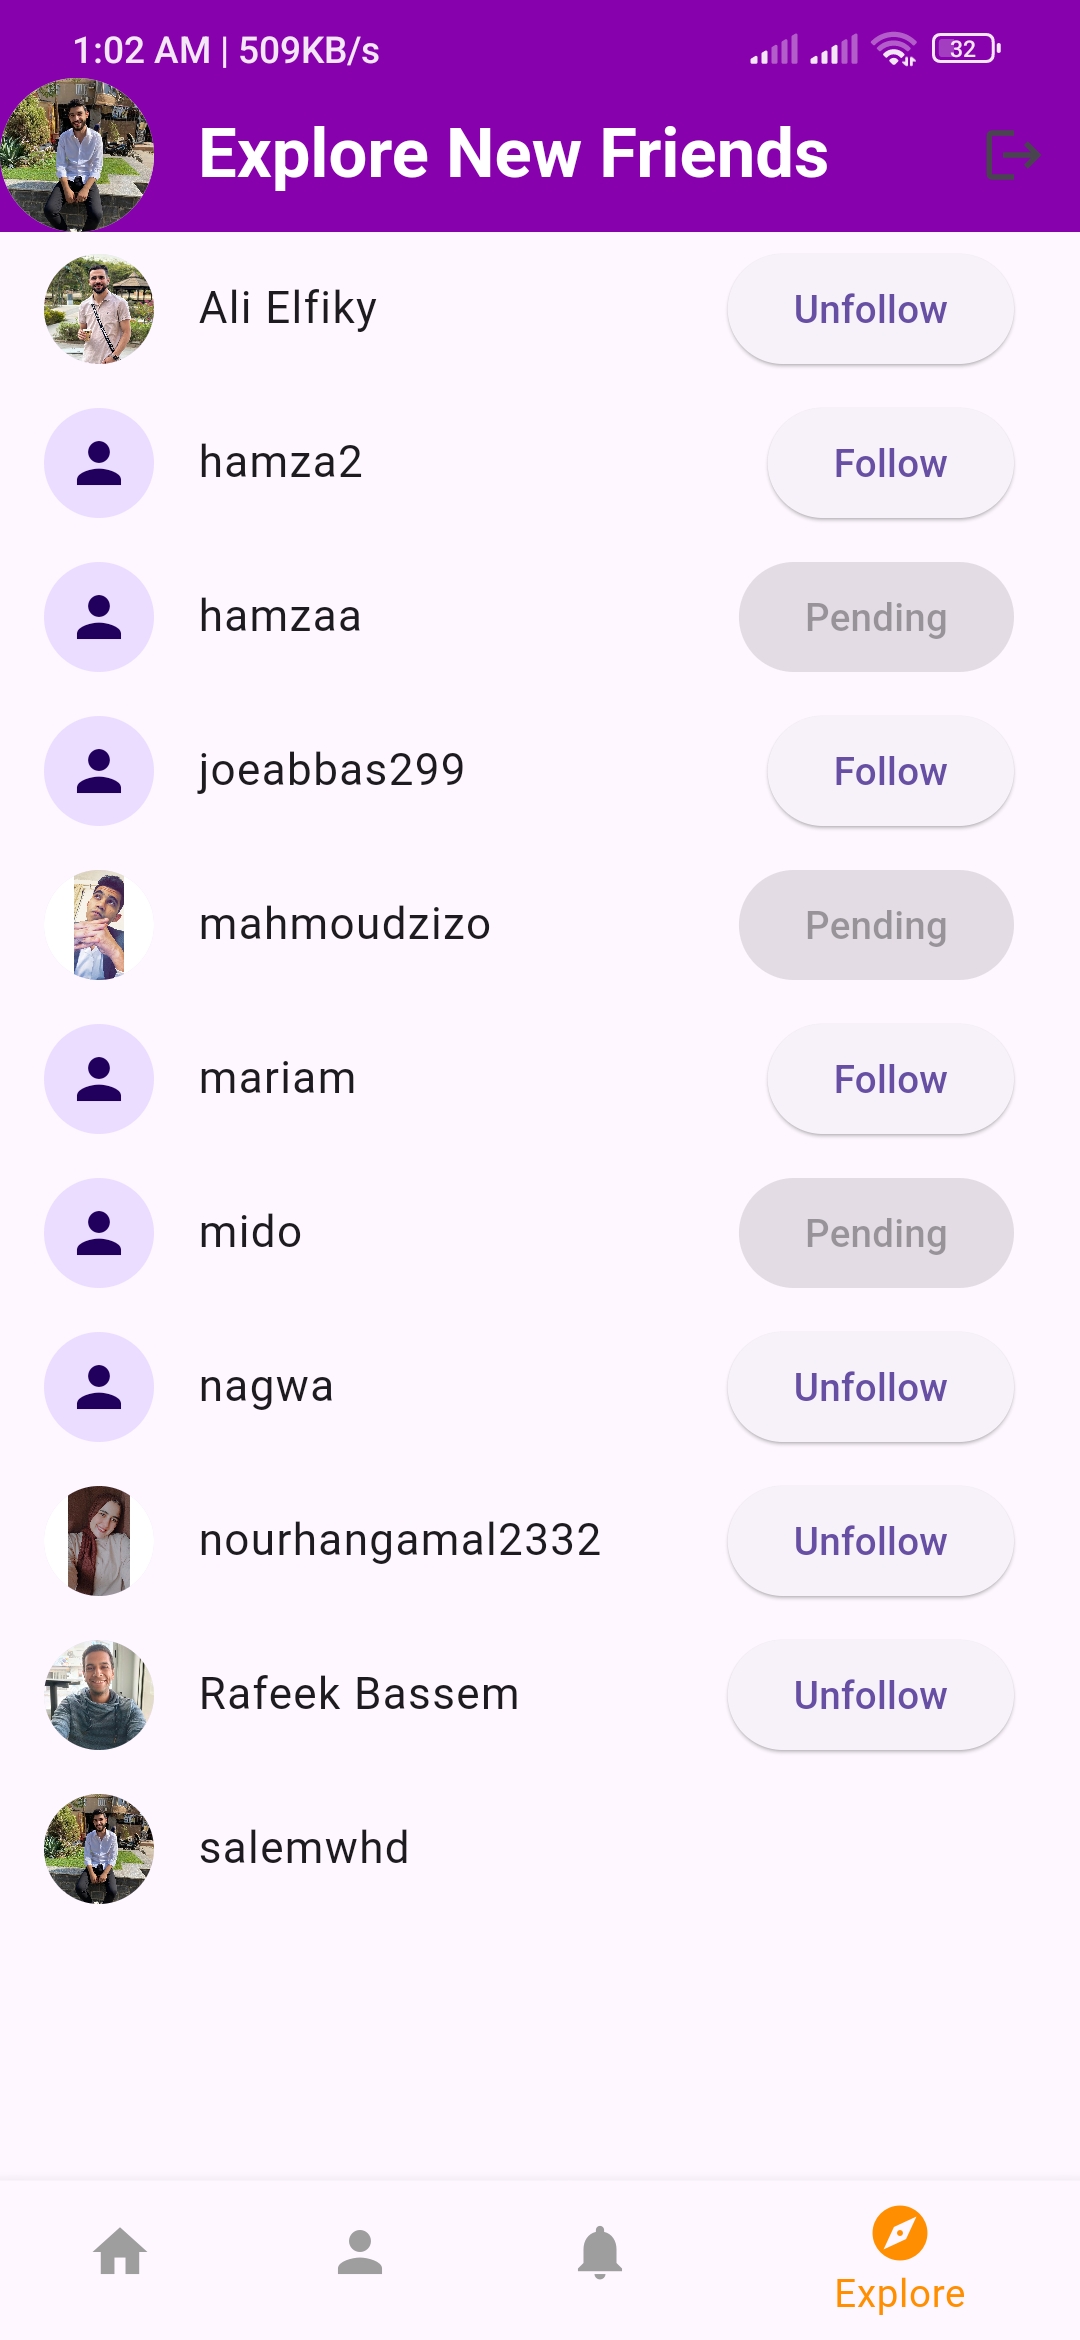 1:02 AM | 509KB/s
32
Explore New Friends
Ali Elfiky
Unfollow
hamza2
Follow
hamzaa
Pending
joeabbas299
Follow
mahmoudzizo
Pending
mariam
Follow
mido
Pending
nagwa
Unfollow
nourhangamal2332
Unfollow
Rafeek Bassem
Unfollow
salemwhd
Explore